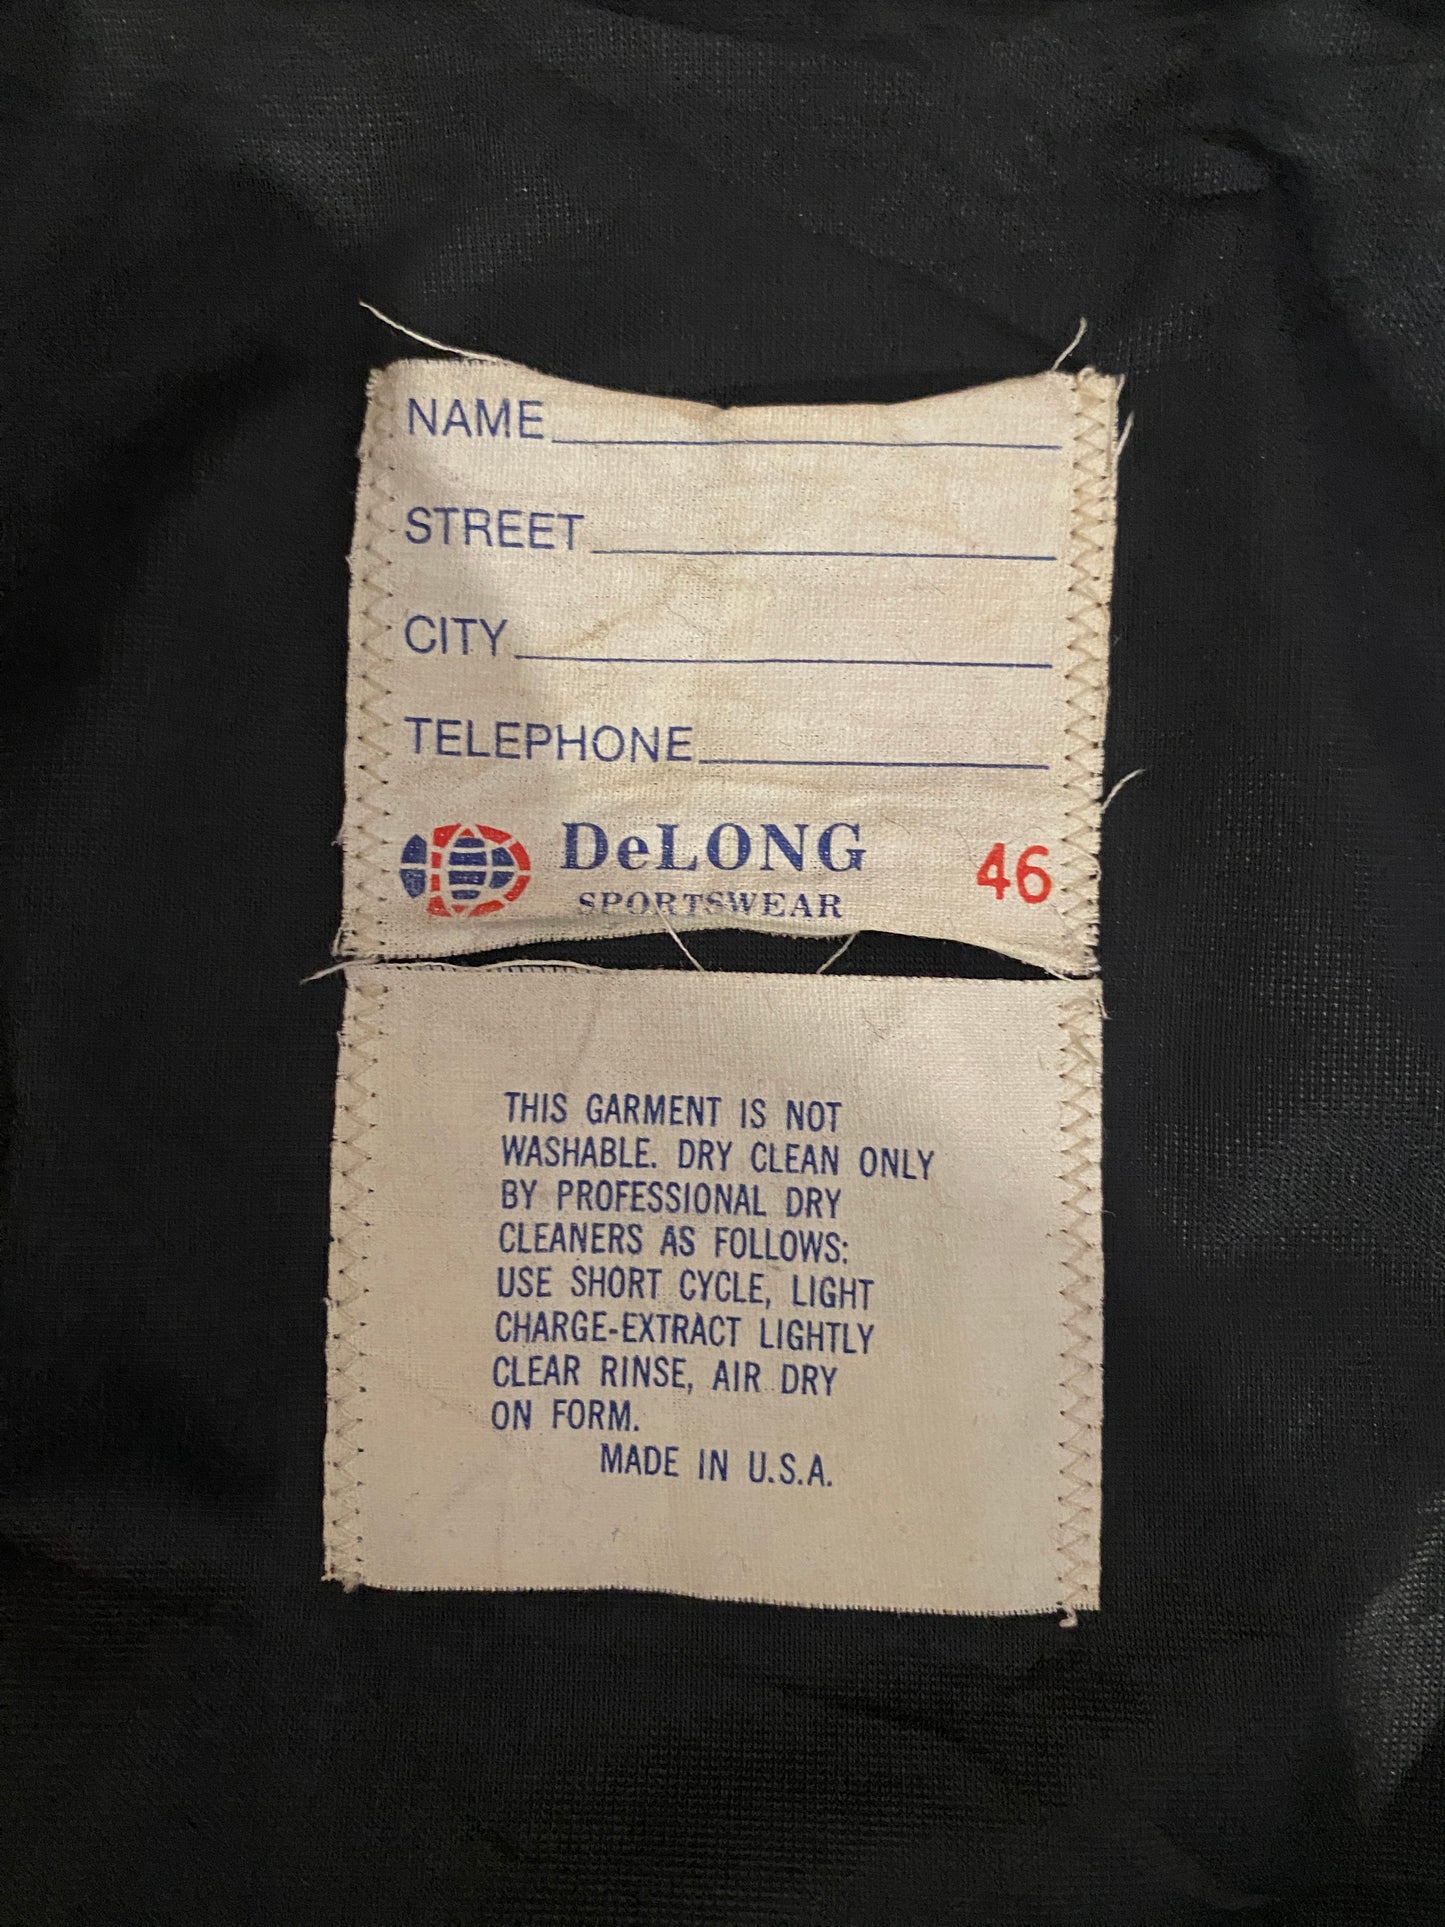 NAME
STREET
CITY
TELEPHONE
DeLONG
SPORTSWEAR
46
THIS GARMENT IS NOT
WASHABLE. DRY CLEAN ONLY
BY PROFESSIONAL DRY
CLEANERS AS FOLLOWS:
USE SHORT CYCLE, LIGHT
CHARGE-EXTRACT LIGHTLY
CLEAR RINSE, AIR DRY
ON FORM.
MADE IN U.S.A.